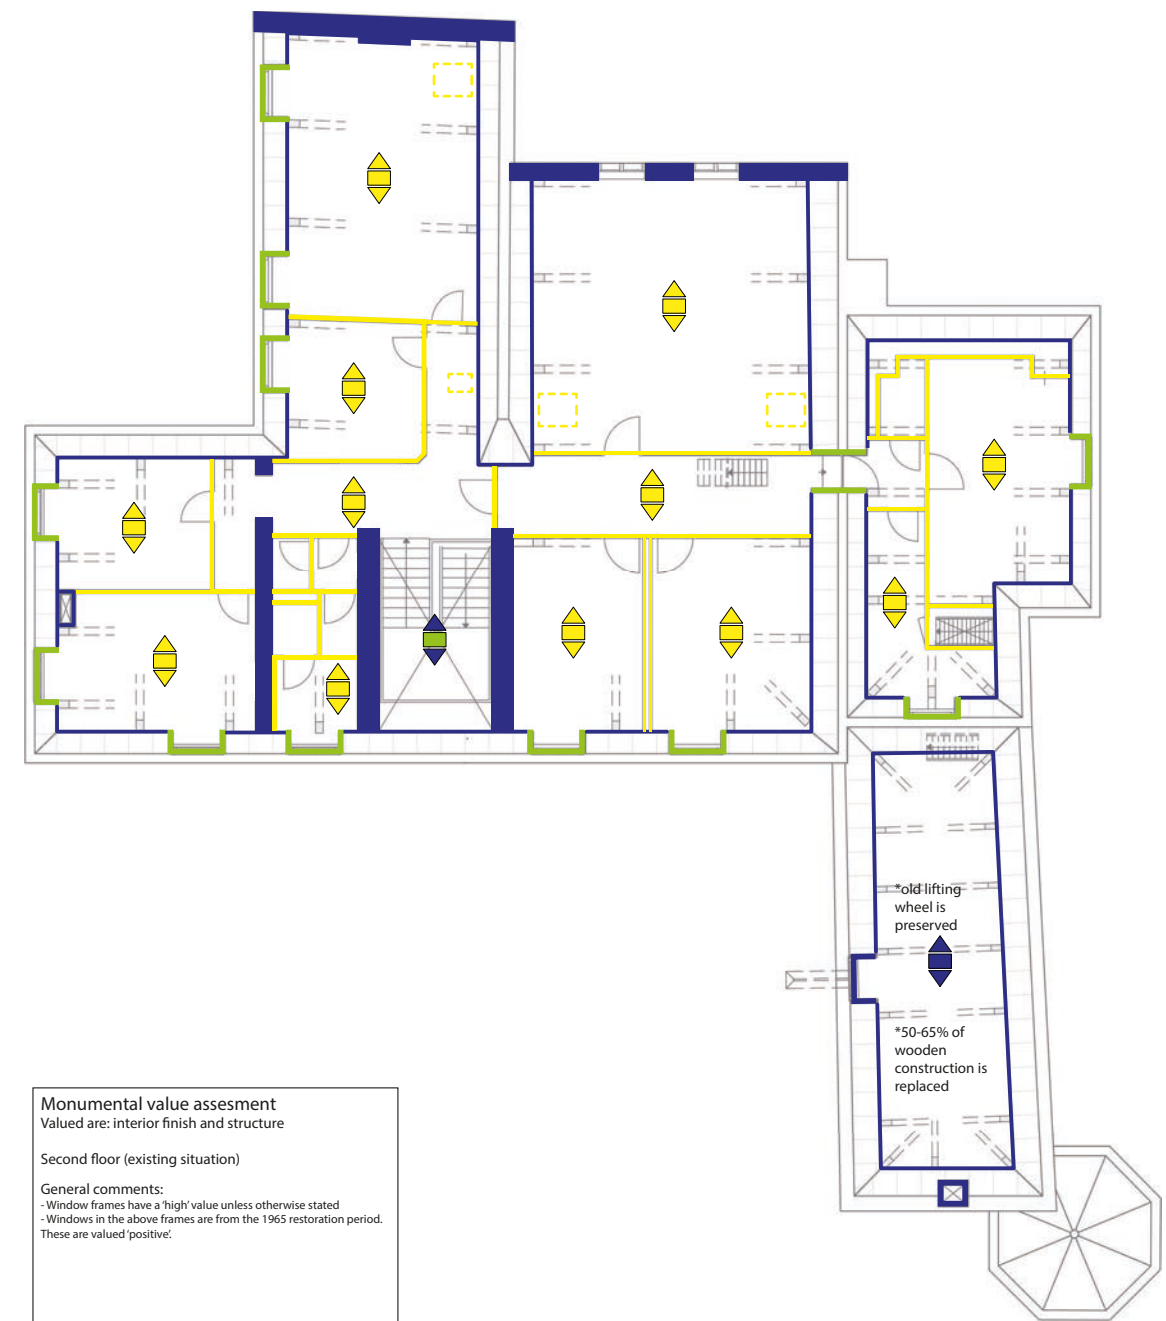 *old lifting
wheel is
preserved
*50-65% of
wooden
construction is
replaced
Monumental value assesment
Valued are: interior finish and structure
Second floor (existing situation)
General comments:
- Window frames have a 'high' value unless otherwise stated
- Windows in the above frames are from the 1965 restoration period.
These are valued 'positive'.